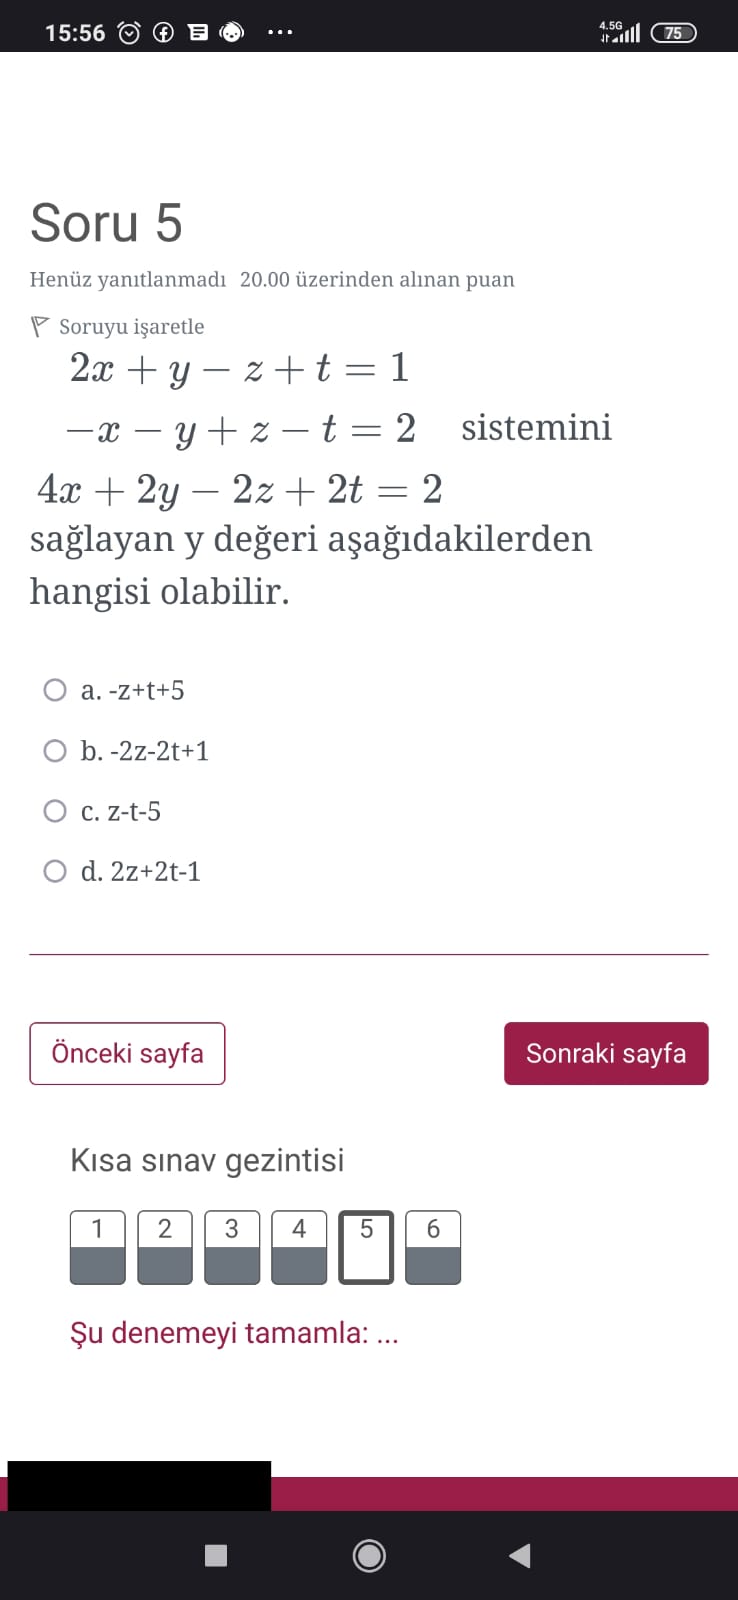 15:56 ... 4.5G 75
Soru 5
Henüz yanıtlanmadı 20.00 üzerinden alınan puan
Soruyu işaretle
2x + y − z + t = 1
−x − y + z − t = 2 sistemini
4x + 2y − 2z + 2t = 2
sağlayan y değeri aşağıdakilerden
hangisi olabilir.
a. -z+t+5
b. -2z-2t+1
c. z-t-5
d. 2z+2t-1
Önceki sayfa Sonraki sayfa
Kısa sınav gezintisi
1 2 3 4 5 6
Şu denemeyi tamamla: ...